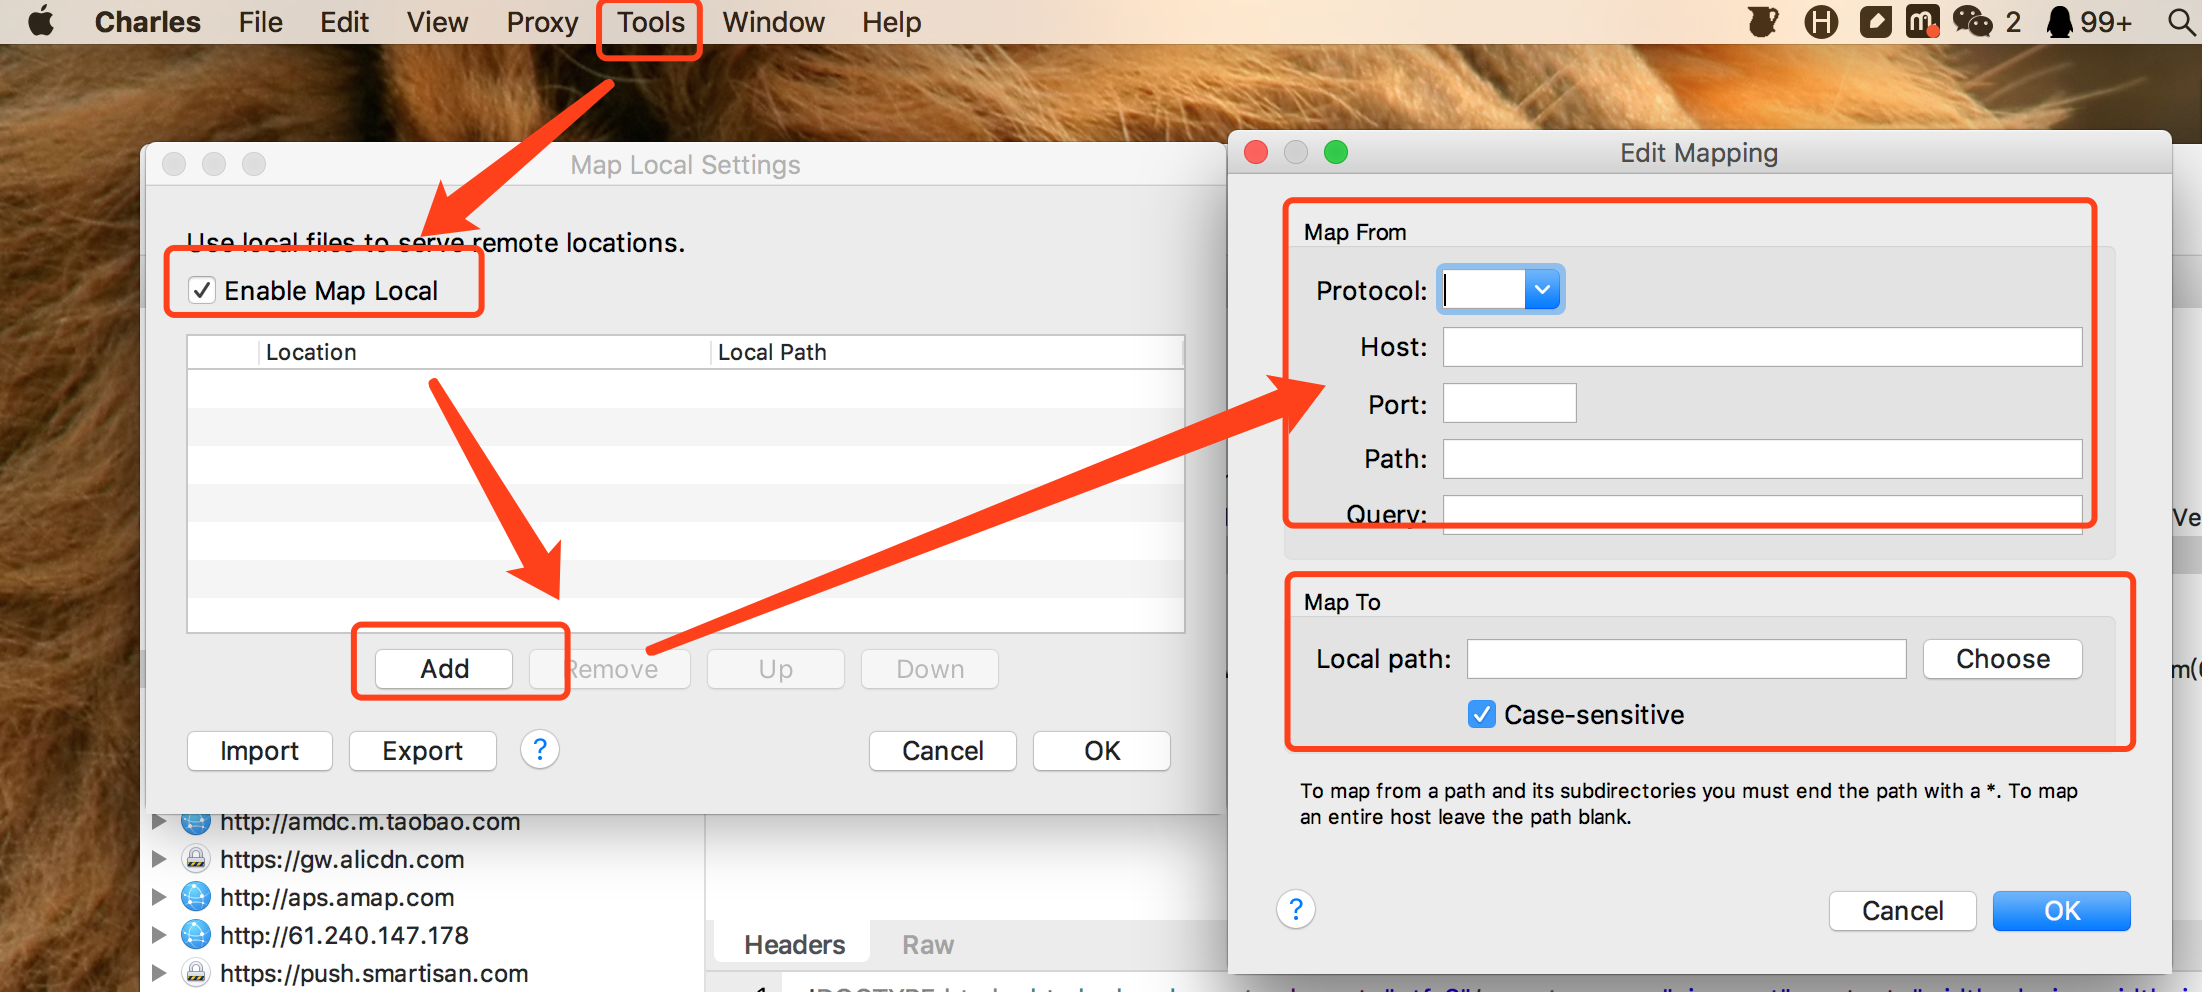 Charles File Edit View Proxy Tools Window Help 2 99+
Map Local Settings
Use local files to serve remote locations.
Enable Map Local
Location Local Path
Add Remove Up Down
Import Export ? Cancel OK
http://amdc.m.taobao.com
https://gw.alicdn.com
http://aps.amap.com
http://61.240.147.178
https://push.smartisan.com
Headers Raw
Edit Mapping
Map From
Protocol:
Host:
Port:
Path:
Query:
Map To
Local path: Choose
Case-sensitive
To map from a path and its subdirectories you must end the path with a *. To map
an entire host leave the path blank.
? Cancel OK
Ve